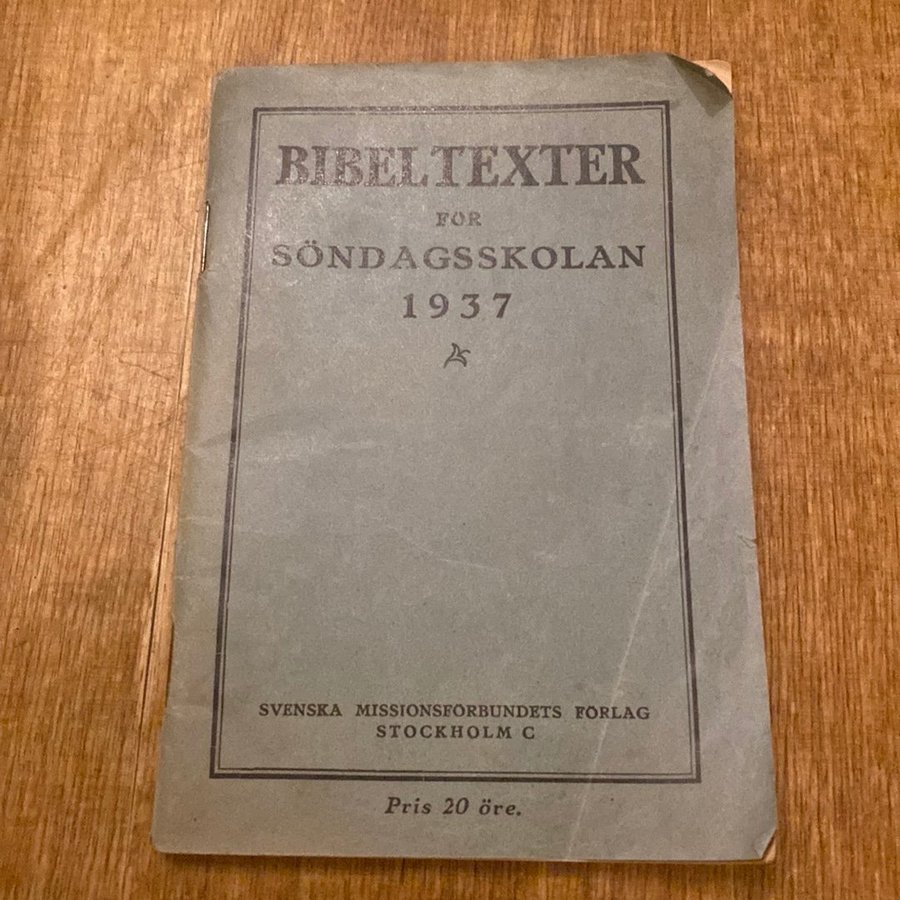 BIBELTEXTER
FÖR
SÖNDAGSSKOLAN
1937
SVENSKA MISSIONSFÖRBUNDETS FÖRLAG
STOCKHOLM C
Pris 20 öre.